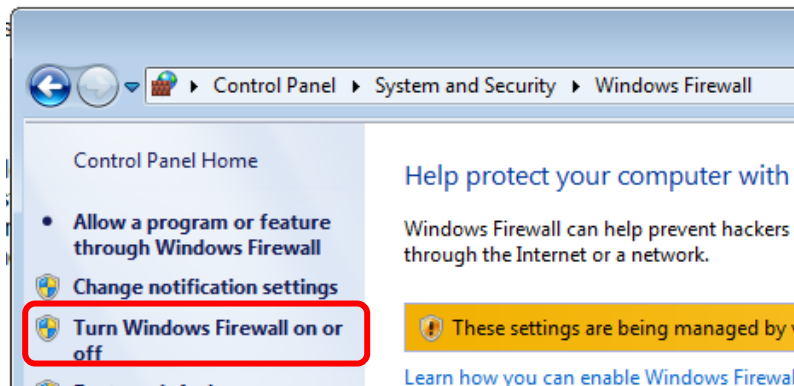 Control Panel System and Security Windows Firewall
Control Panel Home
Allow a program or feature
through Windows Firewall
Change notification settings
Turn Windows Firewall on or
off
Help protect your computer with
Windows Firewall can help prevent hackers
through the Internet or a network.
These settings are being managed by
Learn how you can enable Windows